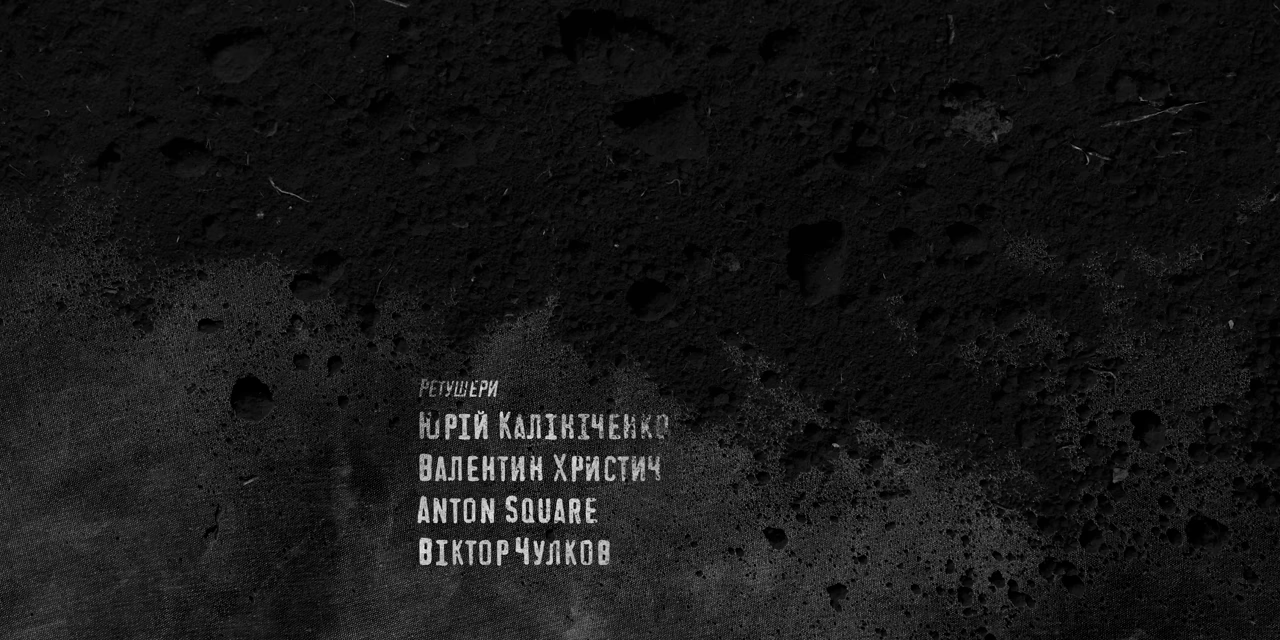 Ретушери
Юрій Калініченко
Валентин Христич
Anton Square
Віктор Чулков